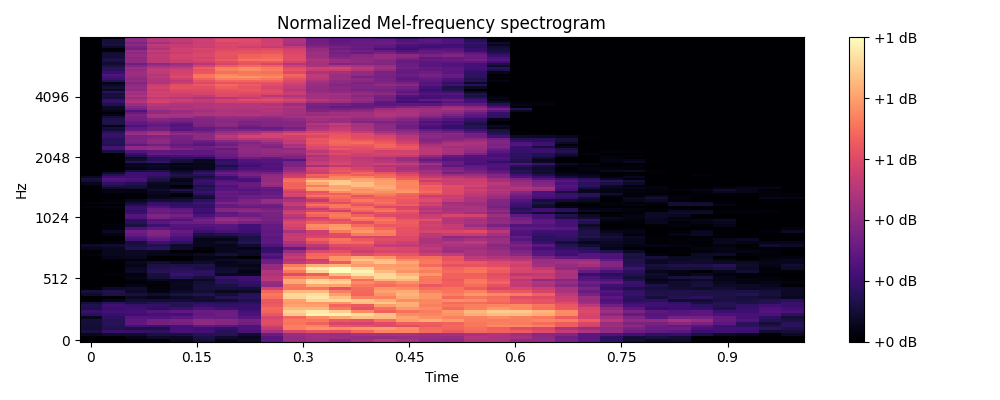 Normalized Mel-frequency spectrogram
Hz
4096
2048
1024
512
0
0 0.15 0.3 0.45 0.6 0.75 0.9
Time
+1 dB
+1 dB
+1 dB
+0 dB
+0 dB
+0 dB